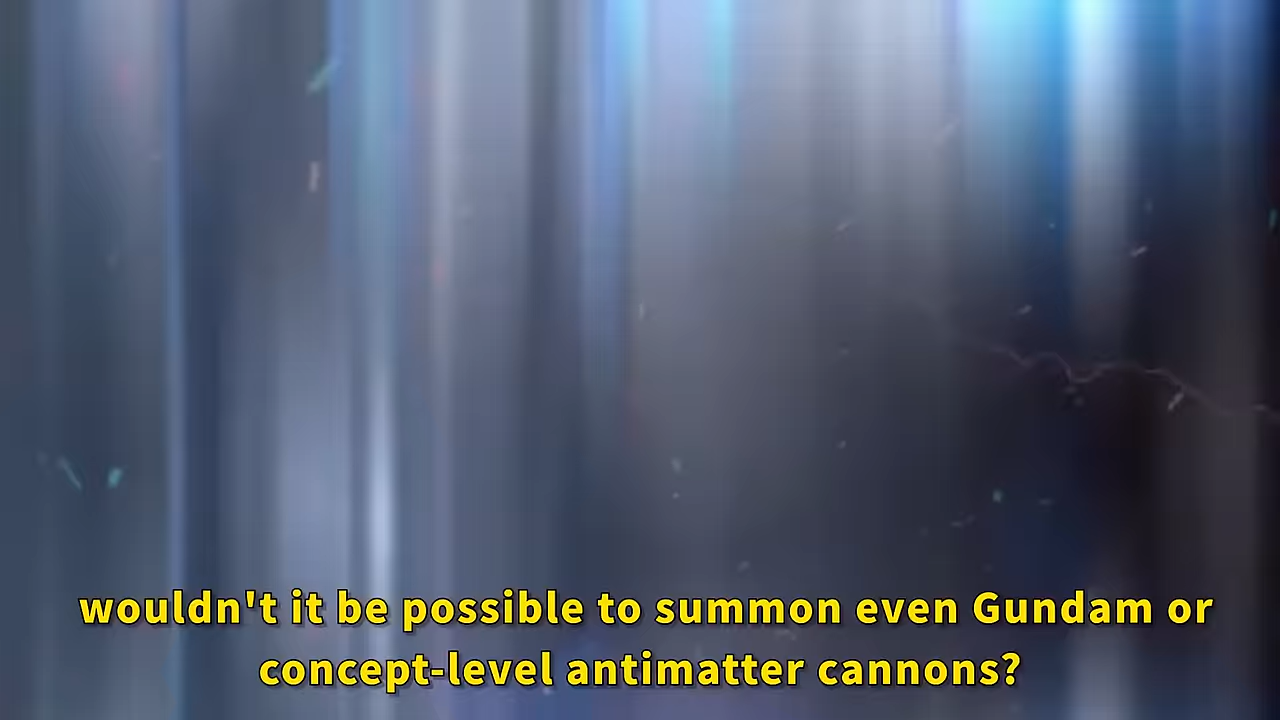 wouldn't it be possible to summon even Gundam or
concept-level antimatter cannons?